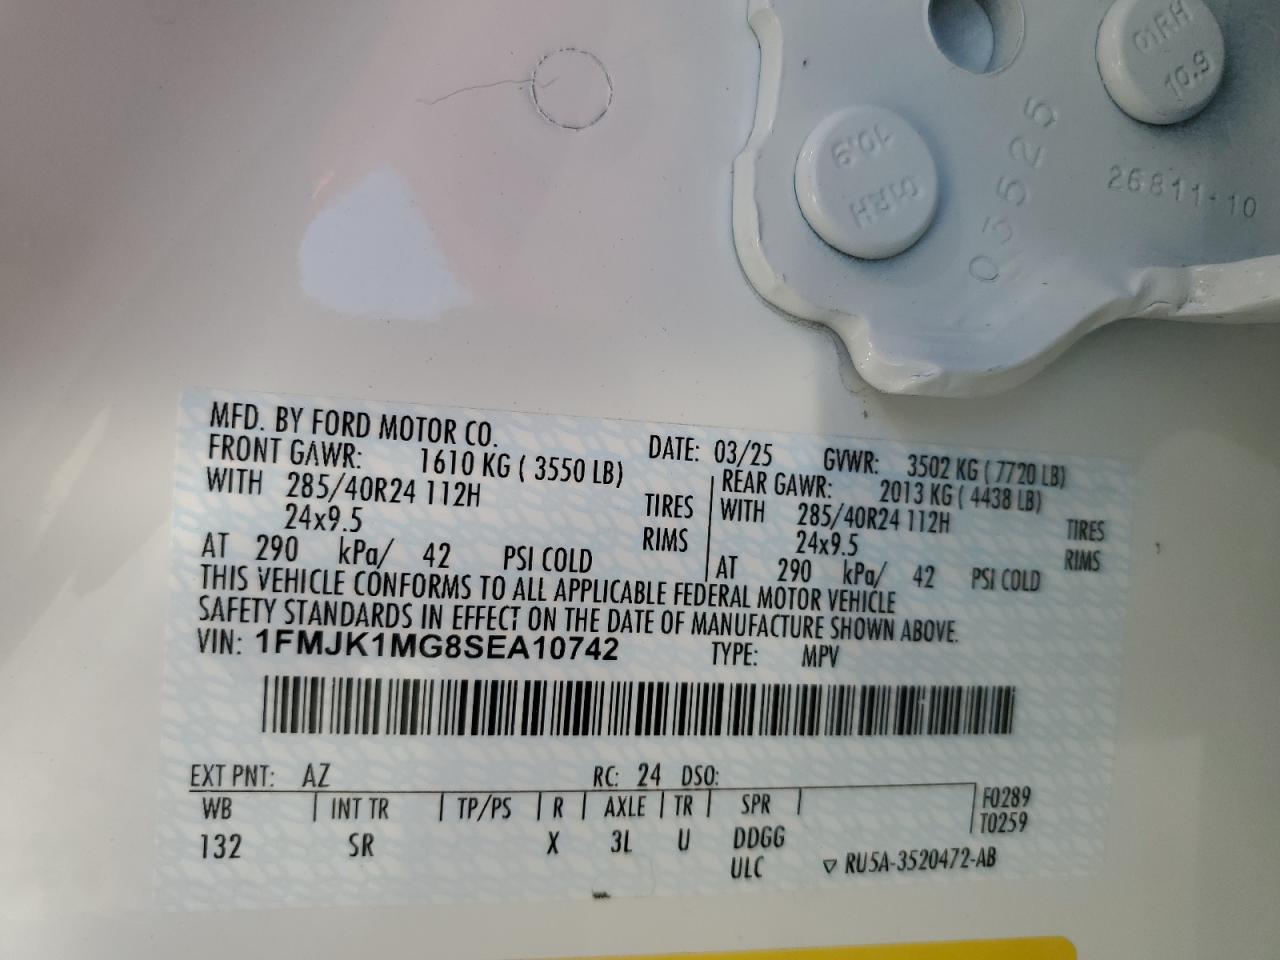 01RH
10.9
10.9
01RH
03525
26811-10
MFD. BY FORD MOTOR CO.
DATE: 03/25 GVWR: 3502 KG ( 7720 LB)
FRONT GAWR: 1610 KG ( 3550 LB)
WITH 285/40R24 112H TIRES
24x9.5 RIMS
AT 290 kPa/ 42 PSI COLD
REAR GAWR: 2013 KG ( 4438 LB)
WITH 285/40R24 112H TIRES
24x9.5 RIMS
AT 290 kPa/ 42 PSI COLD
THIS VEHICLE CONFORMS TO ALL APPLICABLE FEDERAL MOTOR VEHICLE
SAFETY STANDARDS IN EFFECT ON THE DATE OF MANUFACTURE SHOWN ABOVE.
VIN: 1FMJK1MG8SEA10742 TYPE: MPV
EXT PNT: AZ RC: 24 DSO:
WB INT TR TP/PS R AXLE TR SPR F0289
T0259
132 SR X 3L U DDGG
ULC ▽ RU5A-3520472-AB